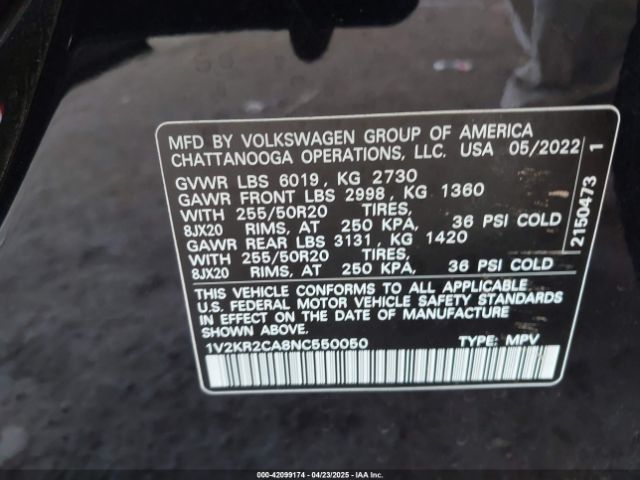 MFD BY VOLKSWAGEN GROUP OF AMERICA
CHATTANOOGA OPERATIONS, LLC. USA 05/2022
GVWR LBS 6019, KG 2730
GAWR FRONT LBS 2998, KG 1360
WITH 255/50R20 TIRES,
8JX20 RIMS, AT 250 KPA, 36 PSI COLD
GAWR REAR LBS 3131, KG 1420
WITH 255/50R20 TIRES,
8JX20 RIMS, AT 250 KPA, 36 PSI COLD
THIS VEHICLE CONFORMS TO ALL APPLICABLE
U.S. FEDERAL MOTOR VEHICLE SAFETY STANDARDS
IN EFFECT ON THE DATE OF MANUFACTURE
SHOWN ABOVE.
1V2KR2CA8NC550050 TYPE: MPV
2150473 1
000-42099174 - 04/23/2025 - IAAI.COM